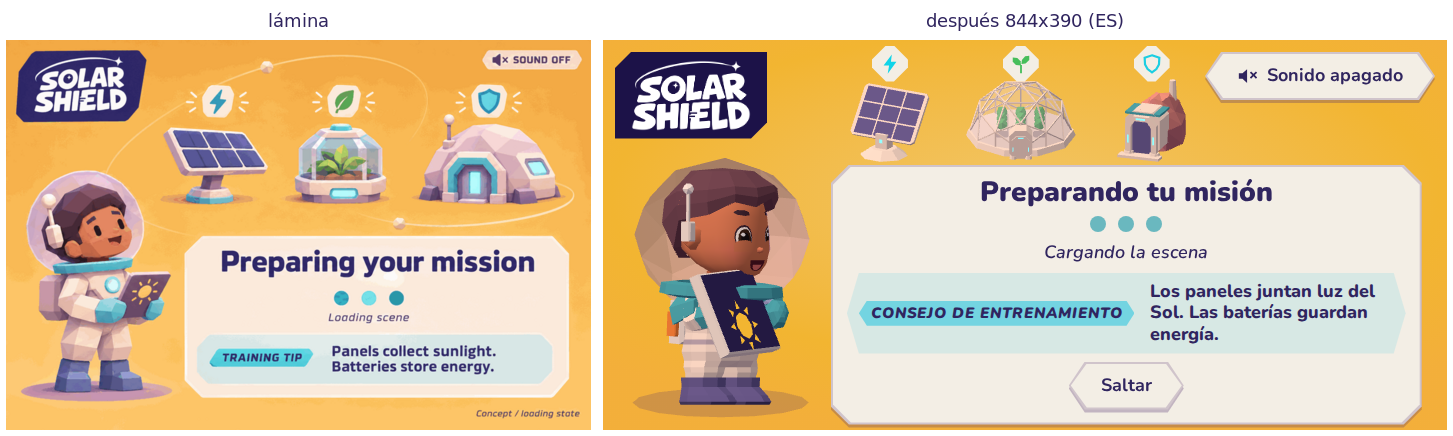 lámina
SOLAR
SHIELD
SOUND OFF
Preparing your mission
Loading scene
TRAINING TIP
Panels collect sunlight.
Batteries store energy.
Concept / loading state
después 844x390 (ES)
SOLAR
SHIELD
Sonido apagado
Preparando tu misión
Cargando la escena
CONSEJO DE ENTRENAMIENTO
Los paneles juntan luz del
Sol. Las baterías guardan
energía.
Saltar